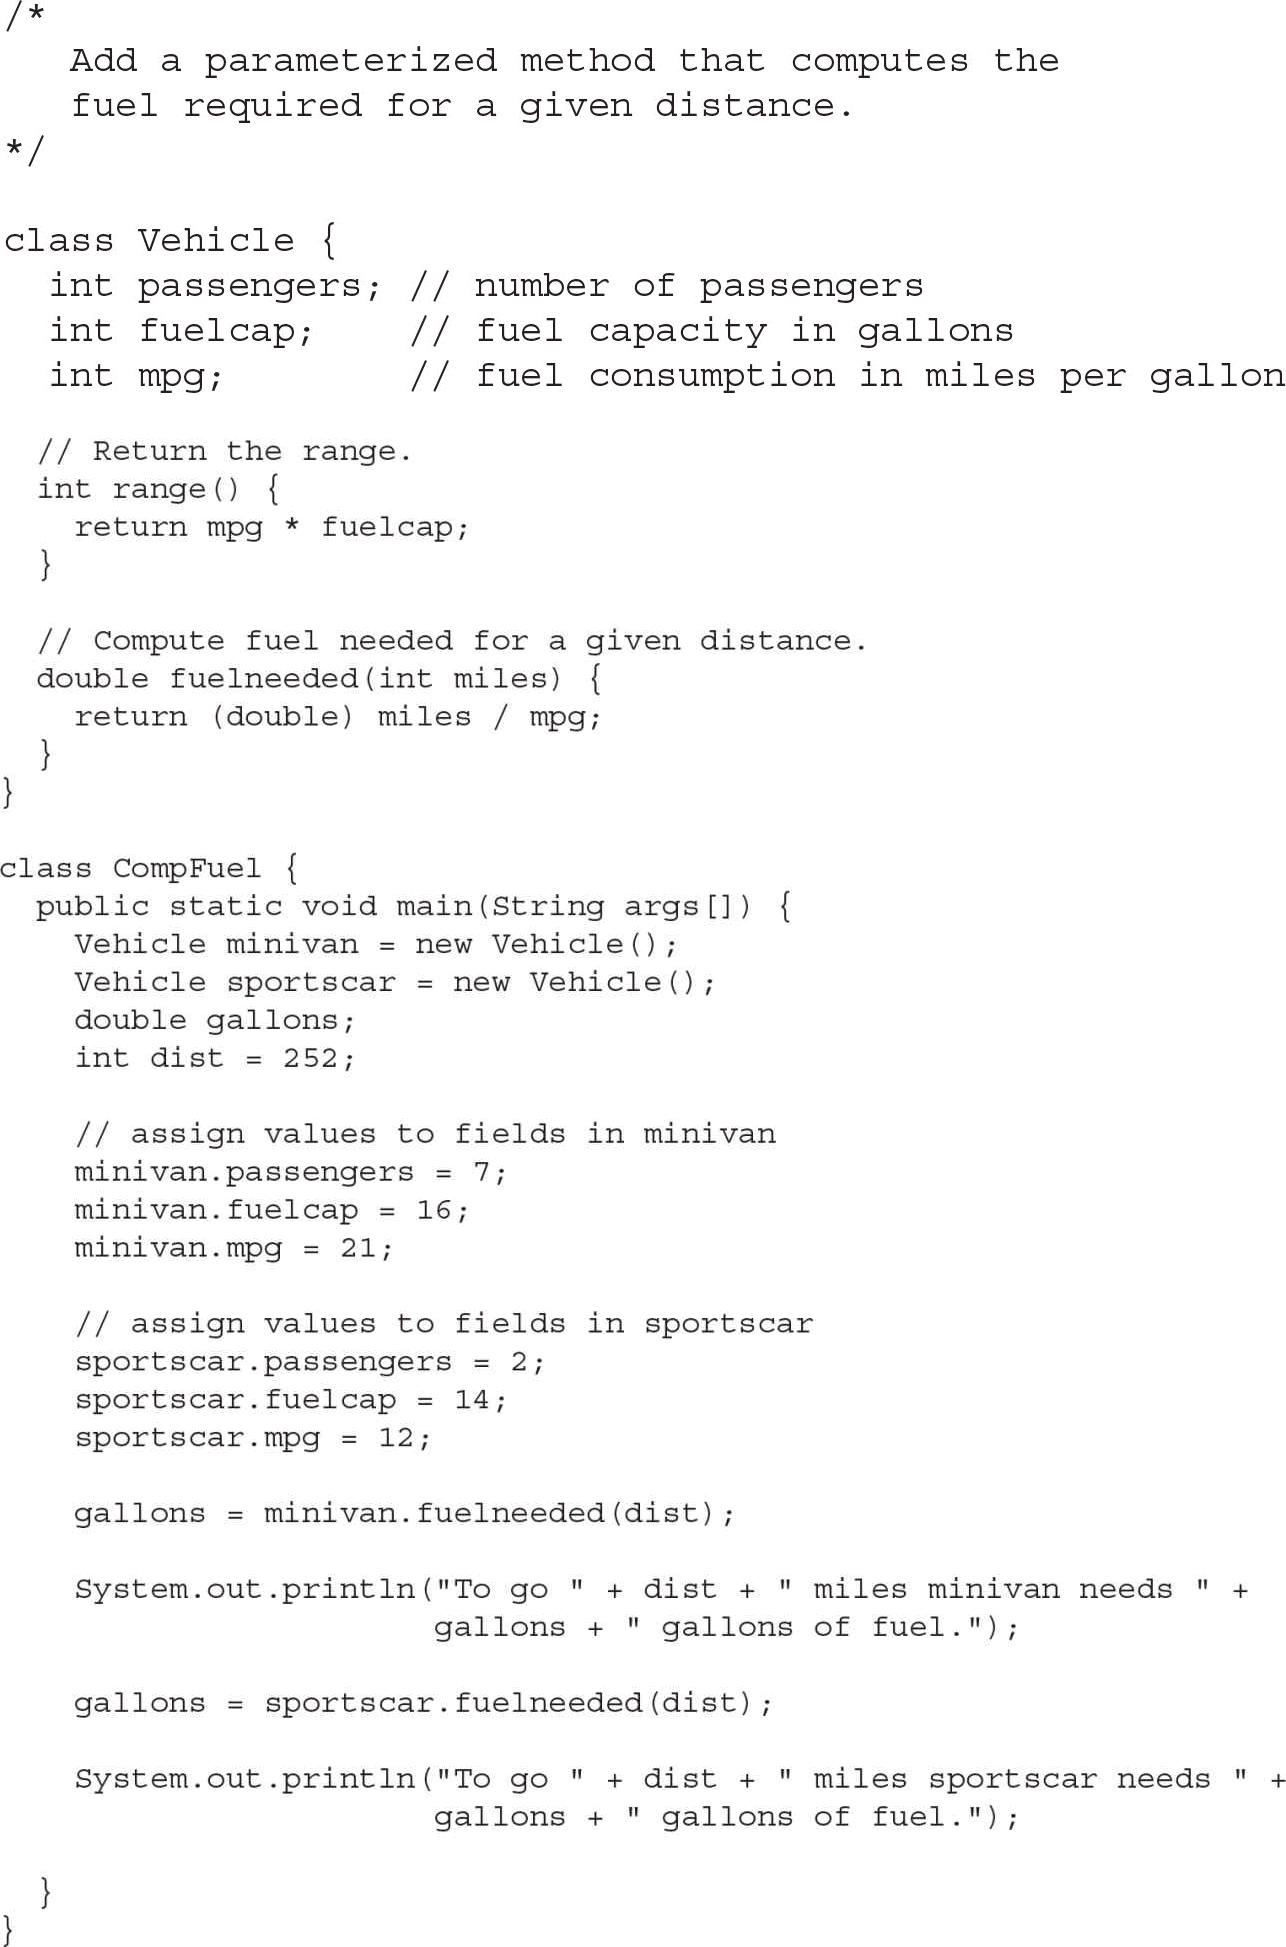 /*
   Add a parameterized method that computes the
   fuel required for a given distance.
*/

class Vehicle {
  int passengers; // number of passengers
  int fuelcap;    // fuel capacity in gallons
  int mpg;        // fuel consumption in miles per gallon

  // Return the range.
  int range() {
    return mpg * fuelcap;
  }

  // Compute fuel needed for a given distance.
  double fuelneeded(int miles) {
    return (double) miles / mpg;
  }
}

class CompFuel {
  public static void main(String args[]) {
    Vehicle minivan = new Vehicle();
    Vehicle sportscar = new Vehicle();
    double gallons;
    int dist = 252;

    // assign values to fields in minivan
    minivan.passengers = 7;
    minivan.fuelcap = 16;
    minivan.mpg = 21;

    // assign values to fields in sportscar
    sportscar.passengers = 2;
    sportscar.fuelcap = 14;
    sportscar.mpg = 12;

    gallons = minivan.fuelneeded(dist);

    System.out.println("To go " + dist + " miles minivan needs " +
                       gallons + " gallons of fuel.");

    gallons = sportscar.fuelneeded(dist);

    System.out.println("To go " + dist + " miles sportscar needs " +
                       gallons + " gallons of fuel.");

  }
}